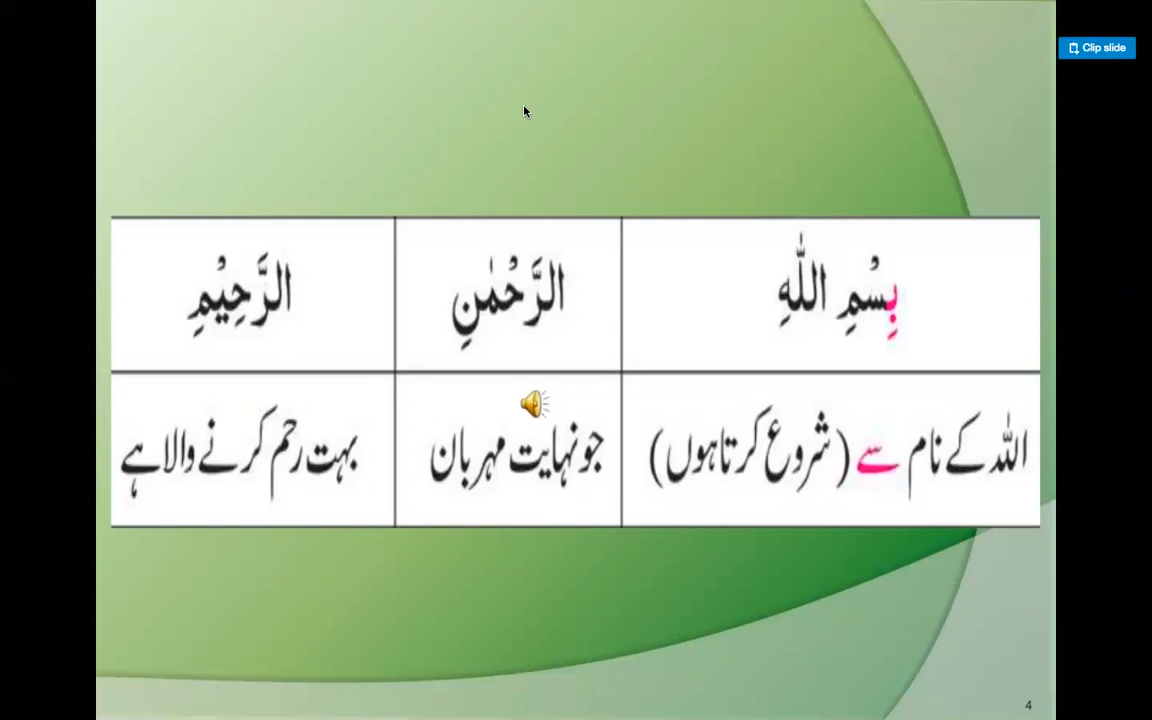 Clip slide
بِسْمِ اللّٰهِ الرَّحْمٰنِ الرَّحِيْمِ
اللہ کے نام سے (شروع کرتا ہوں) جو نہایت مہربان بہت رحم کرنے والا ہے
4